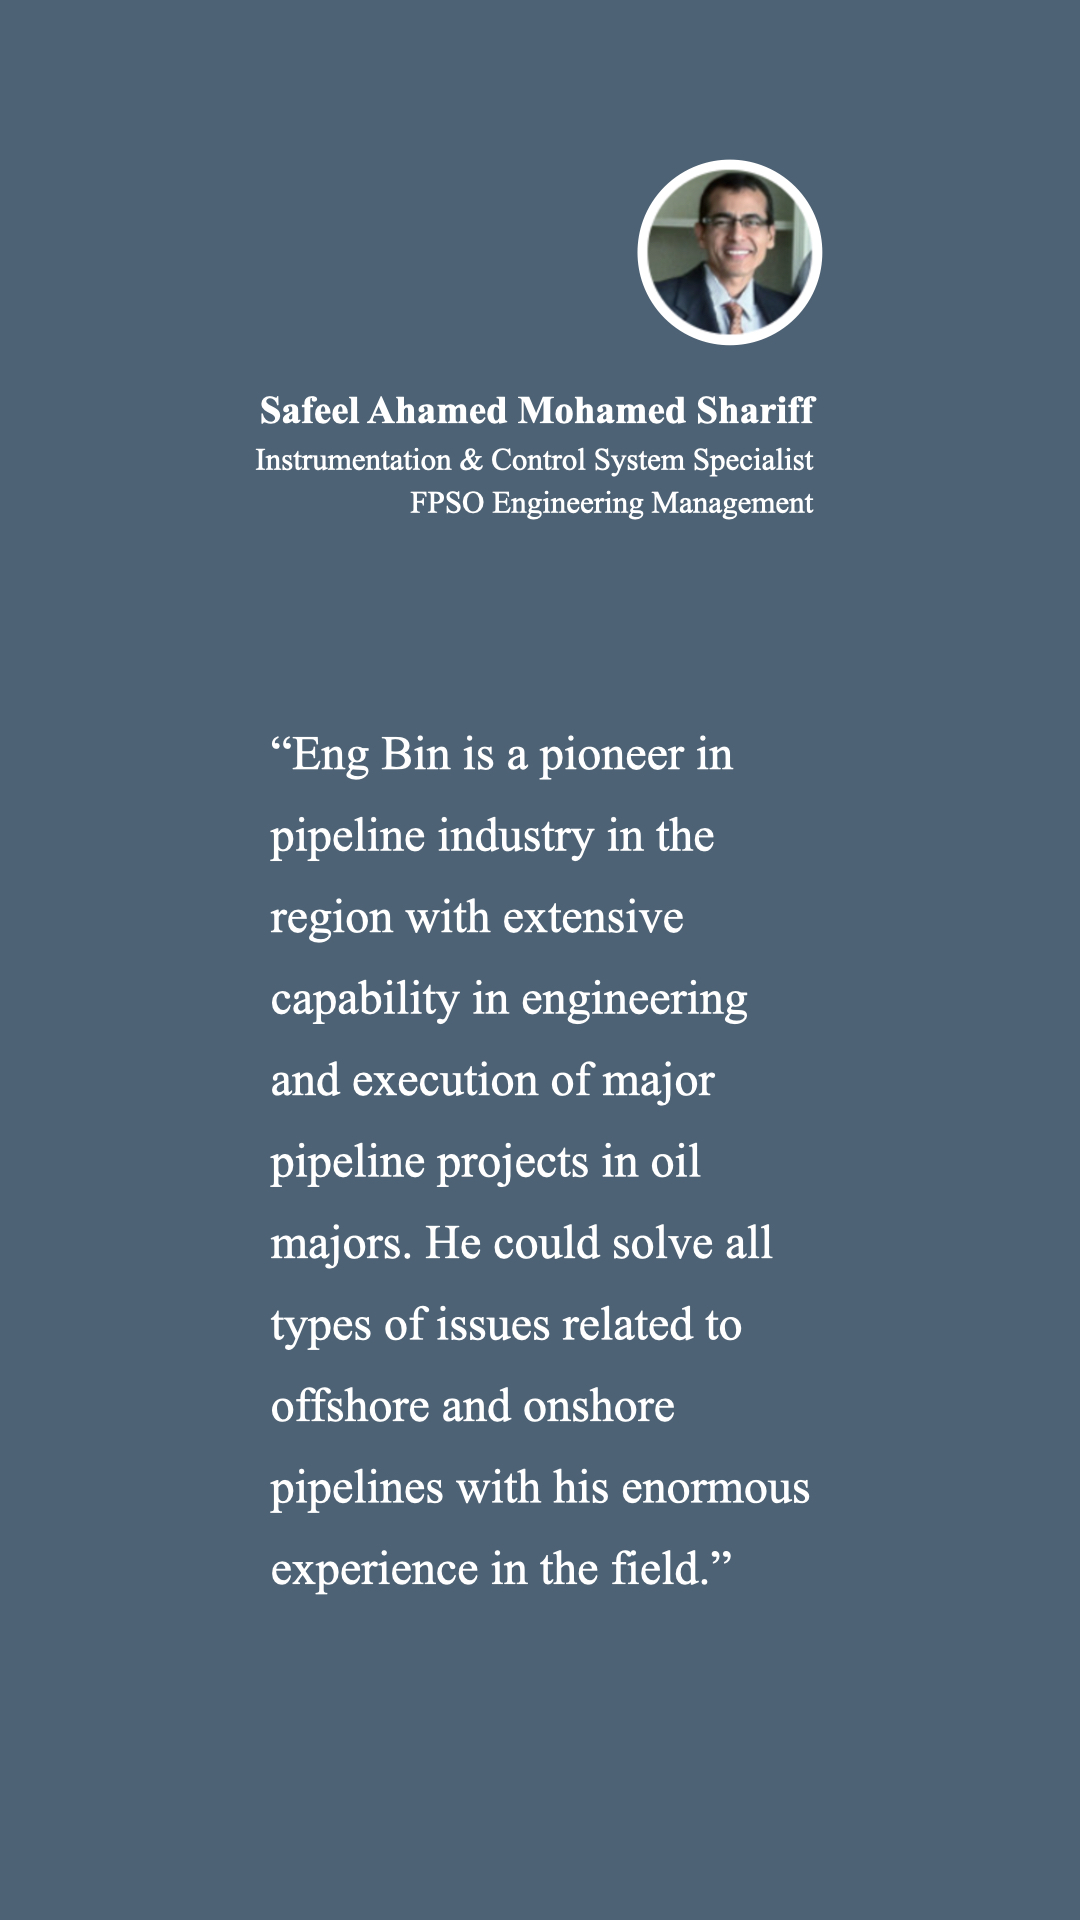 Safeel Ahamed Mohamed Shariff
Instrumentation & Control System Specialist
FPSO Engineering Management
“Eng Bin is a pioneer in
pipeline industry in the
region with extensive
capability in engineering
and execution of major
pipeline projects in oil
majors. He could solve all
types of issues related to
offshore and onshore
pipelines with his enormous
experience in the field.”